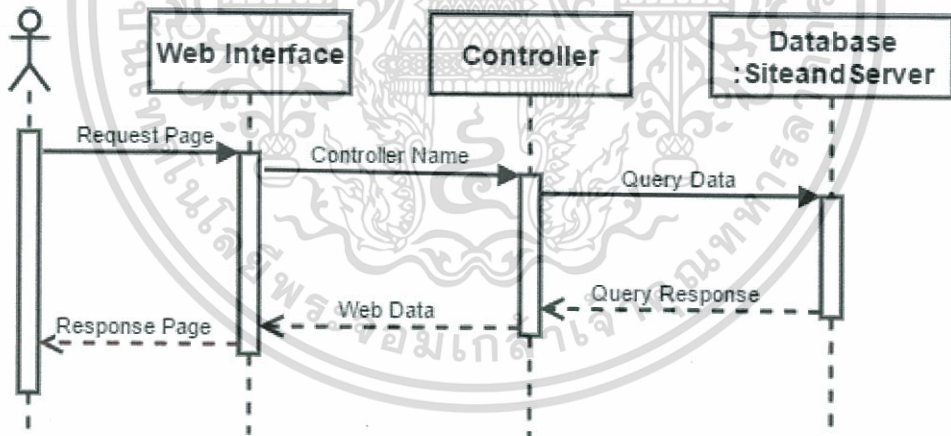 Web Interface
Controller
Database
:SiteandServer
Request Page
Controller Name
Query Data
Query Response
Web Data
Response Page